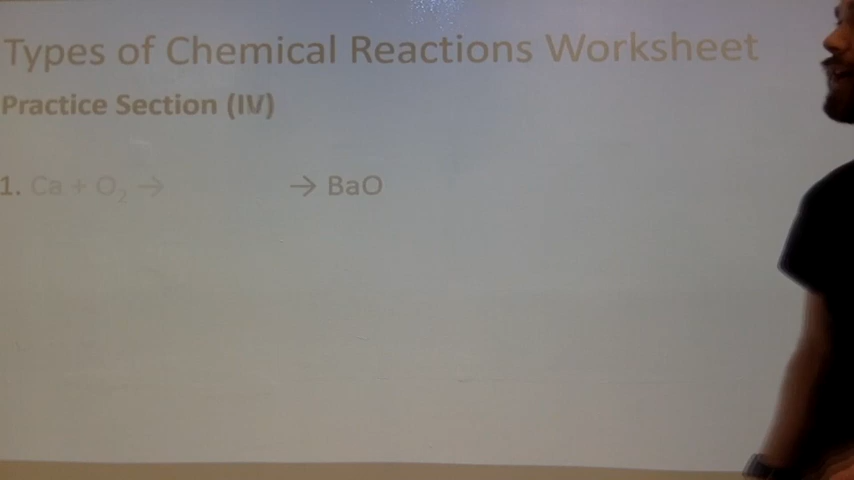 Types of Chemical Reactions Worksheet
Practice Section (IV)
1. Ca + O₂ → → BaO